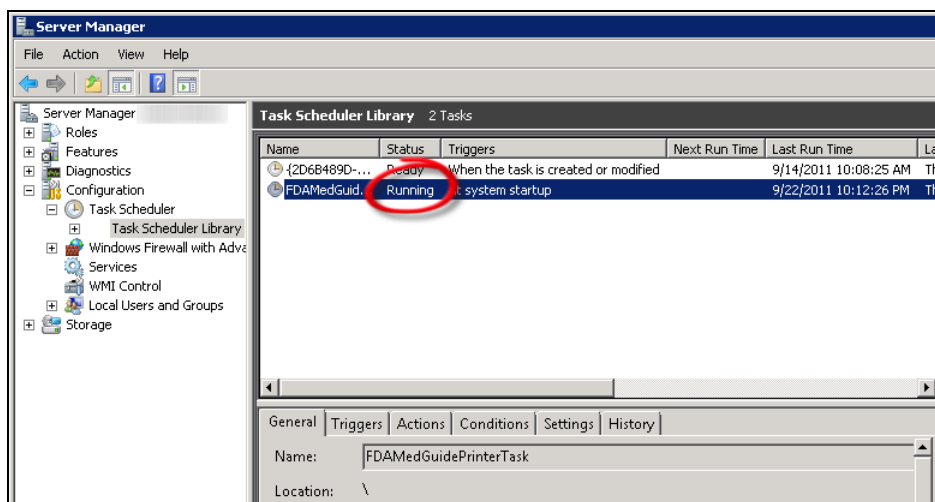 Server Manager
File Action View Help
Server Manager
Roles
Features
Diagnostics
Configuration
Task Scheduler
Task Scheduler Library
Windows Firewall with Adva
Services
WMI Control
Local Users and Groups
Storage
Task Scheduler Library 2 Tasks
Name Status Triggers Next Run Time Last Run Time La
{2D6B489D-... Ready When the task is created or modified 9/14/2011 10:08:25 AM Th
FDAMedGuid... Running At system startup 9/22/2011 10:12:26 PM Th
General Triggers Actions Conditions Settings History
Name: FDAMedGuidePrinterTask
Location: \